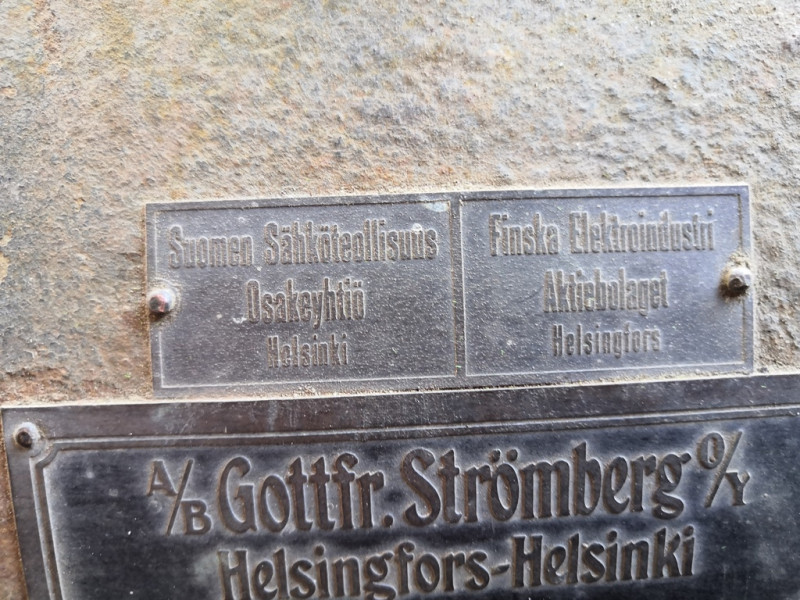 Suomen Sähköteollisuus
Osakeyhtiö
Helsinki
Finska Elektroindustri
Aktiebolaget
Helsingfors
A/B Gottfr. Strömberg O/Y
Helsingfors-Helsinki